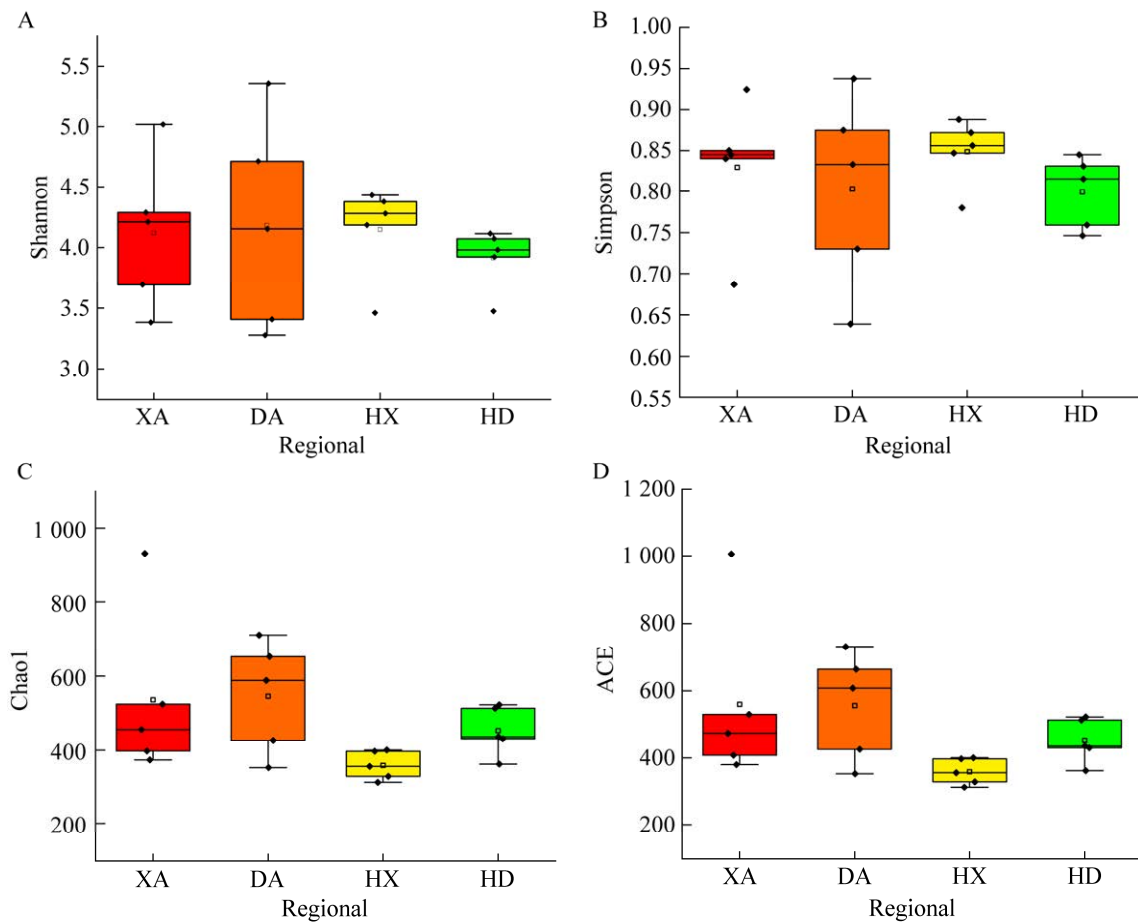 A
Shannon
5.5
5.0
4.5
4.0
3.5
3.0
XA DA HX HD
Regional
B
Simpson
1.00
0.95
0.90
0.85
0.80
0.75
0.70
0.65
0.60
0.55
XA DA HX HD
Regional
C
Chao1
1 000
800
600
400
200
XA DA HX HD
Regional
D
ACE
1 200
1 000
800
600
400
200
XA DA HX HD
Regional